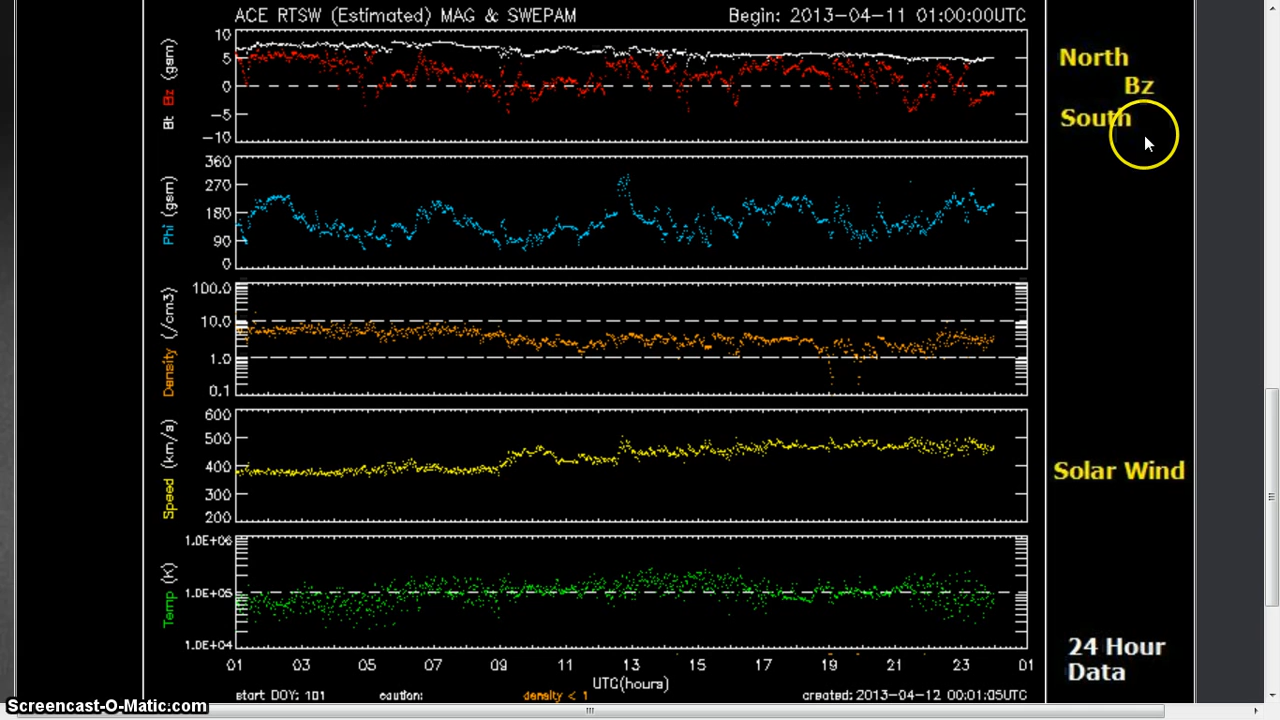 ACE RTSW (Estimated) MAG & SWEPAM
Begin: 2013-04-11 01:00:00UTC
Bt Bz (gsm)
10
5
0
-5
-10
North
Bz
South
Phi (gsm)
360
270
180
90
0
Density (/cm3)
100.0
10.0
1.0
0.1
Speed (km/s)
600
500
400
300
200
Solar Wind
Temp (K)
1.0E+06
1.0E+05
1.0E+04
01 03 05 07 09 11 13 15 17 19 21 23 01
UTC(hours)
24 Hour
Data
start DOY: 101 caution: density < 1 created: 2013-04-12 00:01:05UTC
Screencast-O-Matic.com